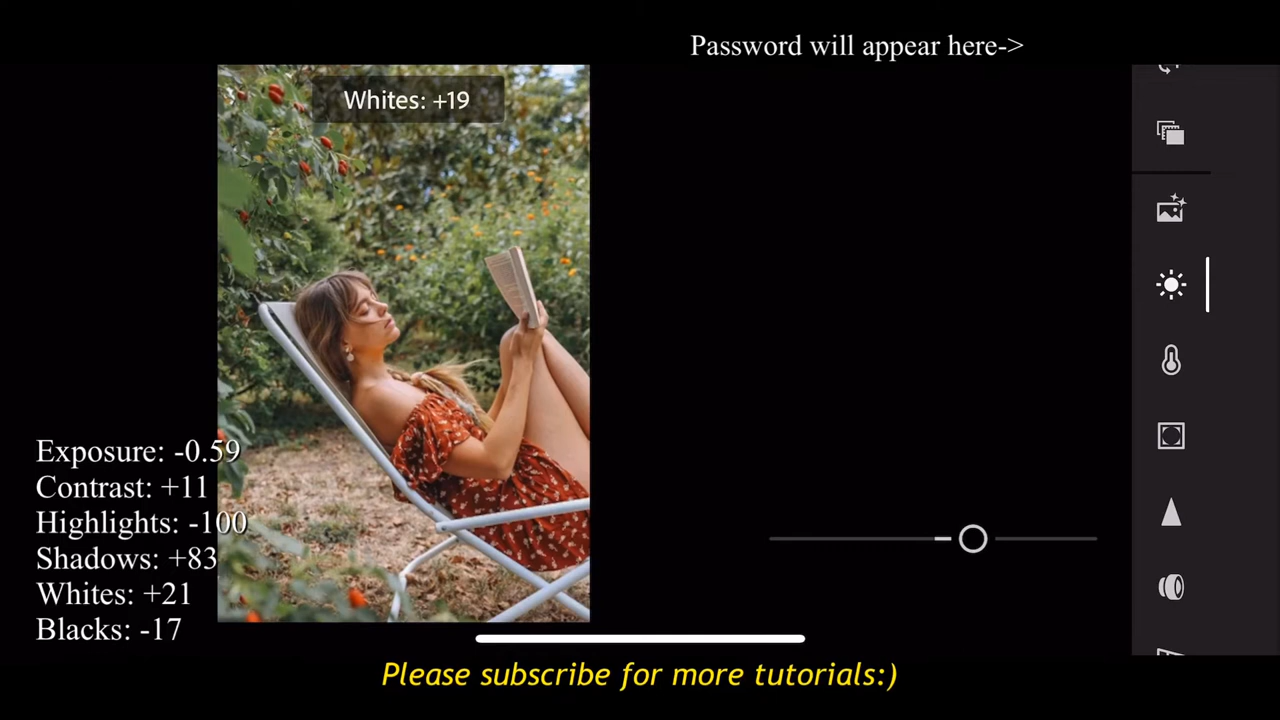 Password will appear here->
Whites: +19
Exposure: -0.59
Contrast: +11
Highlights: -100
Shadows: +83
Whites: +21
Blacks: -17
Please subscribe for more tutorials:)